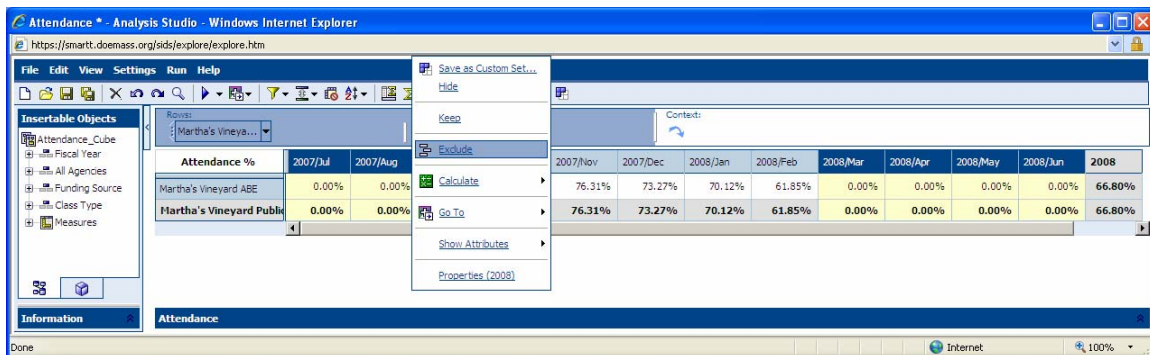 Attendance * - Analysis Studio - Windows Internet Explorer
https://smartt.doemass.org/sids/explore/explore.htm
File Edit View Settings Run Help
Save as Custom Set...
Hide
Keep
Exclude
Calculate
Go To
Show Attributes
Properties (2008)
Insertable Objects
Attendance_Cube
Fiscal Year
All Agencies
Funding Source
Class Type
Measures
Information
Rows:
Martha's Vineya...
Context:
Attendance % 2007/Jul 2007/Aug 2007/Nov 2007/Dec 2008/Jan 2008/Feb 2008/Mar 2008/Apr 2008/May 2008/Jun 2008
Martha's Vineyard ABE 0.00% 0.00% 76.31% 73.27% 70.12% 61.85% 0.00% 0.00% 0.00% 0.00% 66.80%
Martha's Vineyard Public 0.00% 0.00% 76.31% 73.27% 70.12% 61.85% 0.00% 0.00% 0.00% 0.00% 66.80%
Attendance
Done Internet 100%